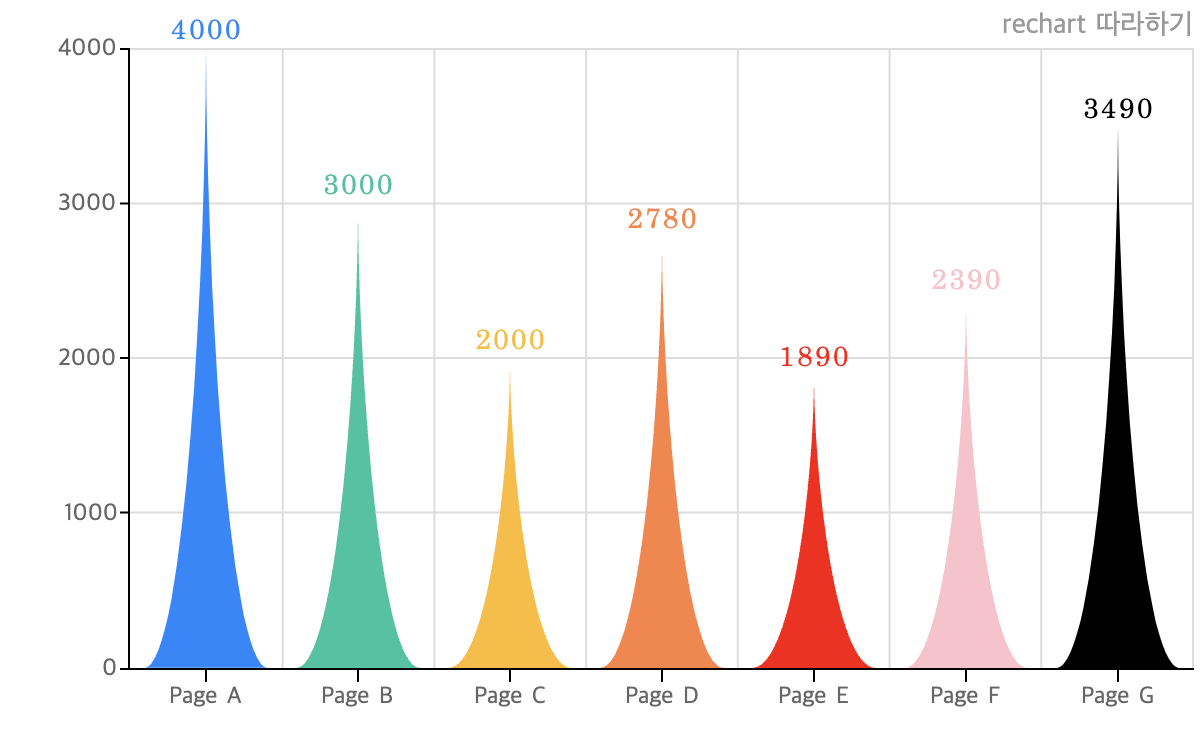 rechart 따라하기
4000
3000
2000
1000
0
4000
3000
2000
2780
1890
2390
3490
Page A
Page B
Page C
Page D
Page E
Page F
Page G